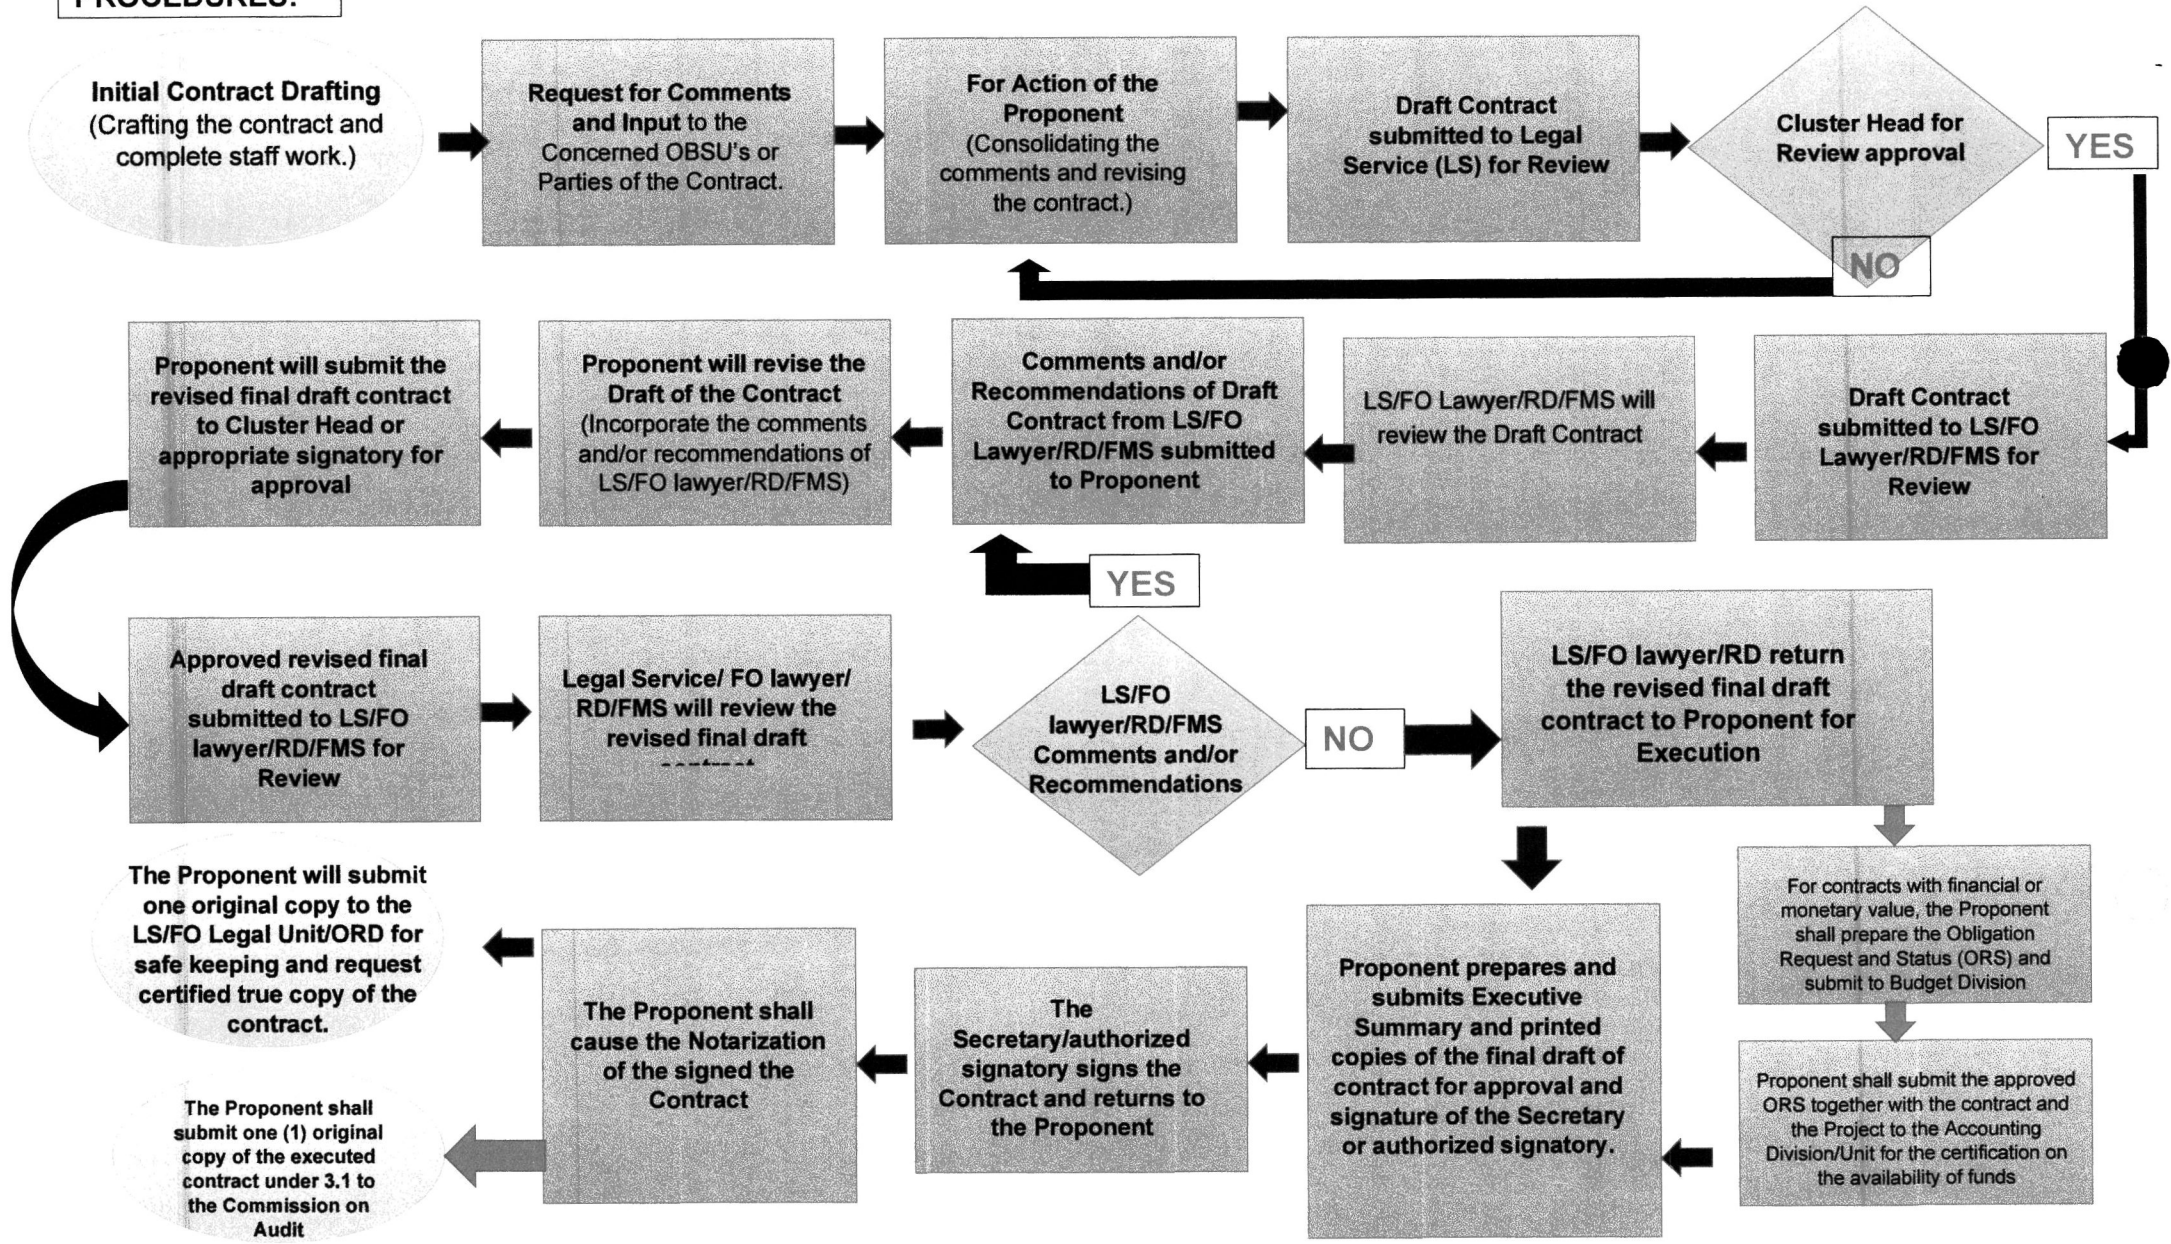 PROCEDURES:
Initial Contract Drafting
(Crafting the contract and
complete staff work.)
Request for Comments
and Input to the
Concerned OBSU's or
Parties of the Contract.
For Action of the
Proponent
(Consolidating the
comments and revising
the contract.)
Draft Contract
submitted to Legal
Service (LS) for Review
Cluster Head for
Review approval
YES
NO
Draft Contract
submitted to LS/FO
Lawyer/RD/FMS for
Review
LS/FO Lawyer/RD/FMS will
review the Draft Contract
Comments and/or
Recommendations of Draft
Contract from LS/FO
Lawyer/RD/FMS submitted
to Proponent
Proponent will revise the
Draft of the Contract
(Incorporate the comments
and/or recommendations of
LS/FO lawyer/RD/FMS)
Proponent will submit the
revised final draft contract
to Cluster Head or
appropriate signatory for
approval
Approved revised final
draft contract
submitted to LS/FO
lawyer/RD/FMS for
Review
Legal Service/ FO lawyer/
RD/FMS will review the
revised final draft
LS/FO
lawyer/RD/FMS
Comments and/or
Recommendations
YES
NO
LS/FO lawyer/RD return
the revised final draft
contract to Proponent for
Execution
For contracts with financial or
monetary value, the Proponent
shall prepare the Obligation
Request and Status (ORS) and
submit to Budget Division
Proponent shall submit the approved
ORS together with the contract and
the Project to the Accounting
Division/Unit for the certification on
the availability of funds
Proponent prepares and
submits Executive
Summary and printed
copies of the final draft of
contract for approval and
signature of the Secretary
or authorized signatory.
The
Secretary/authorized
signatory signs the
Contract and returns to
the Proponent
The Proponent shall
cause the Notarization
of the signed the
Contract
The Proponent will submit
one original copy to the
LS/FO Legal Unit/ORD for
safe keeping and request
certified true copy of the
contract.
The Proponent shall
submit one (1) original
copy of the executed
contract under 3.1 to
the Commission on
Audit